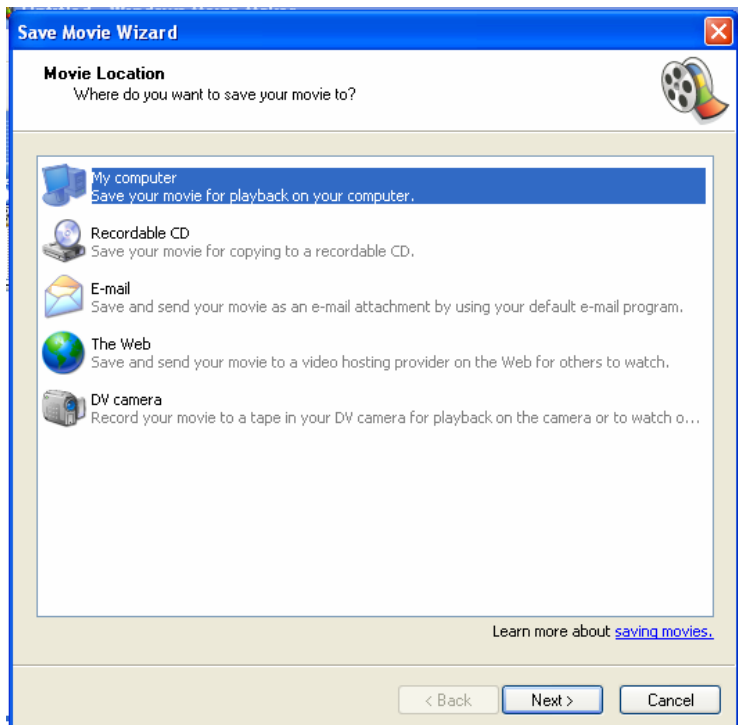 Save Movie Wizard
Movie Location
Where do you want to save your movie to?
My computer
Save your movie for playback on your computer.
Recordable CD
Save your movie for copying to a recordable CD.
E-mail
Save and send your movie as an e-mail attachment by using your default e-mail program.
The Web
Save and send your movie to a video hosting provider on the Web for others to watch.
DV camera
Record your movie to a tape in your DV camera for playback on the camera or to watch o...
Learn more about saving movies.
< Back Next > Cancel